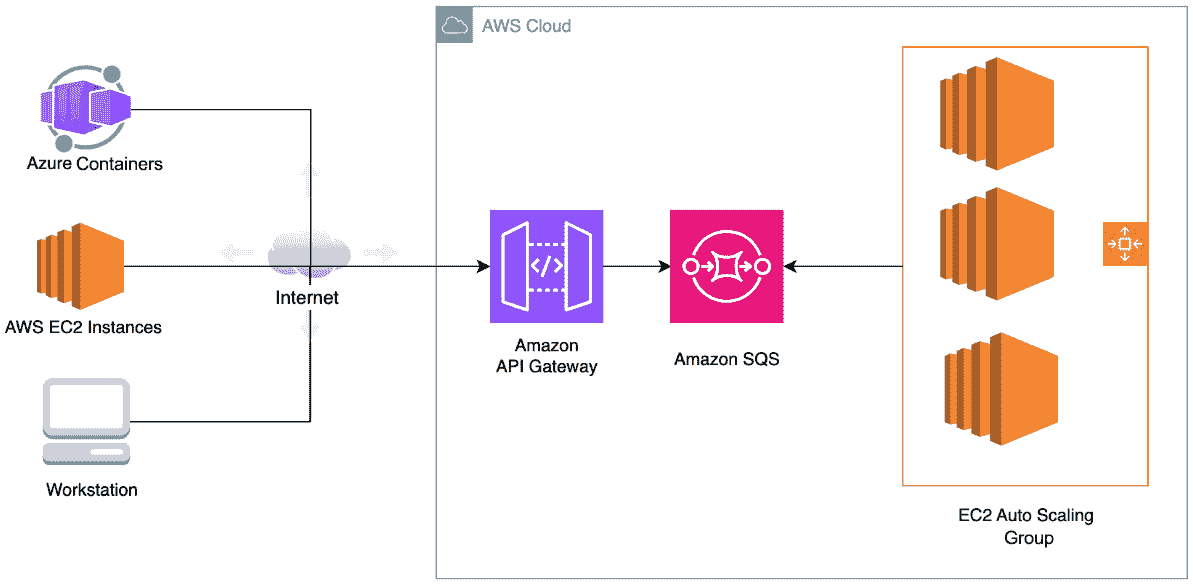 AWS Cloud
Azure Containers
AWS EC2 Instances
Internet
Workstation
Amazon
API Gateway
Amazon SQS
EC2 Auto Scaling
Group